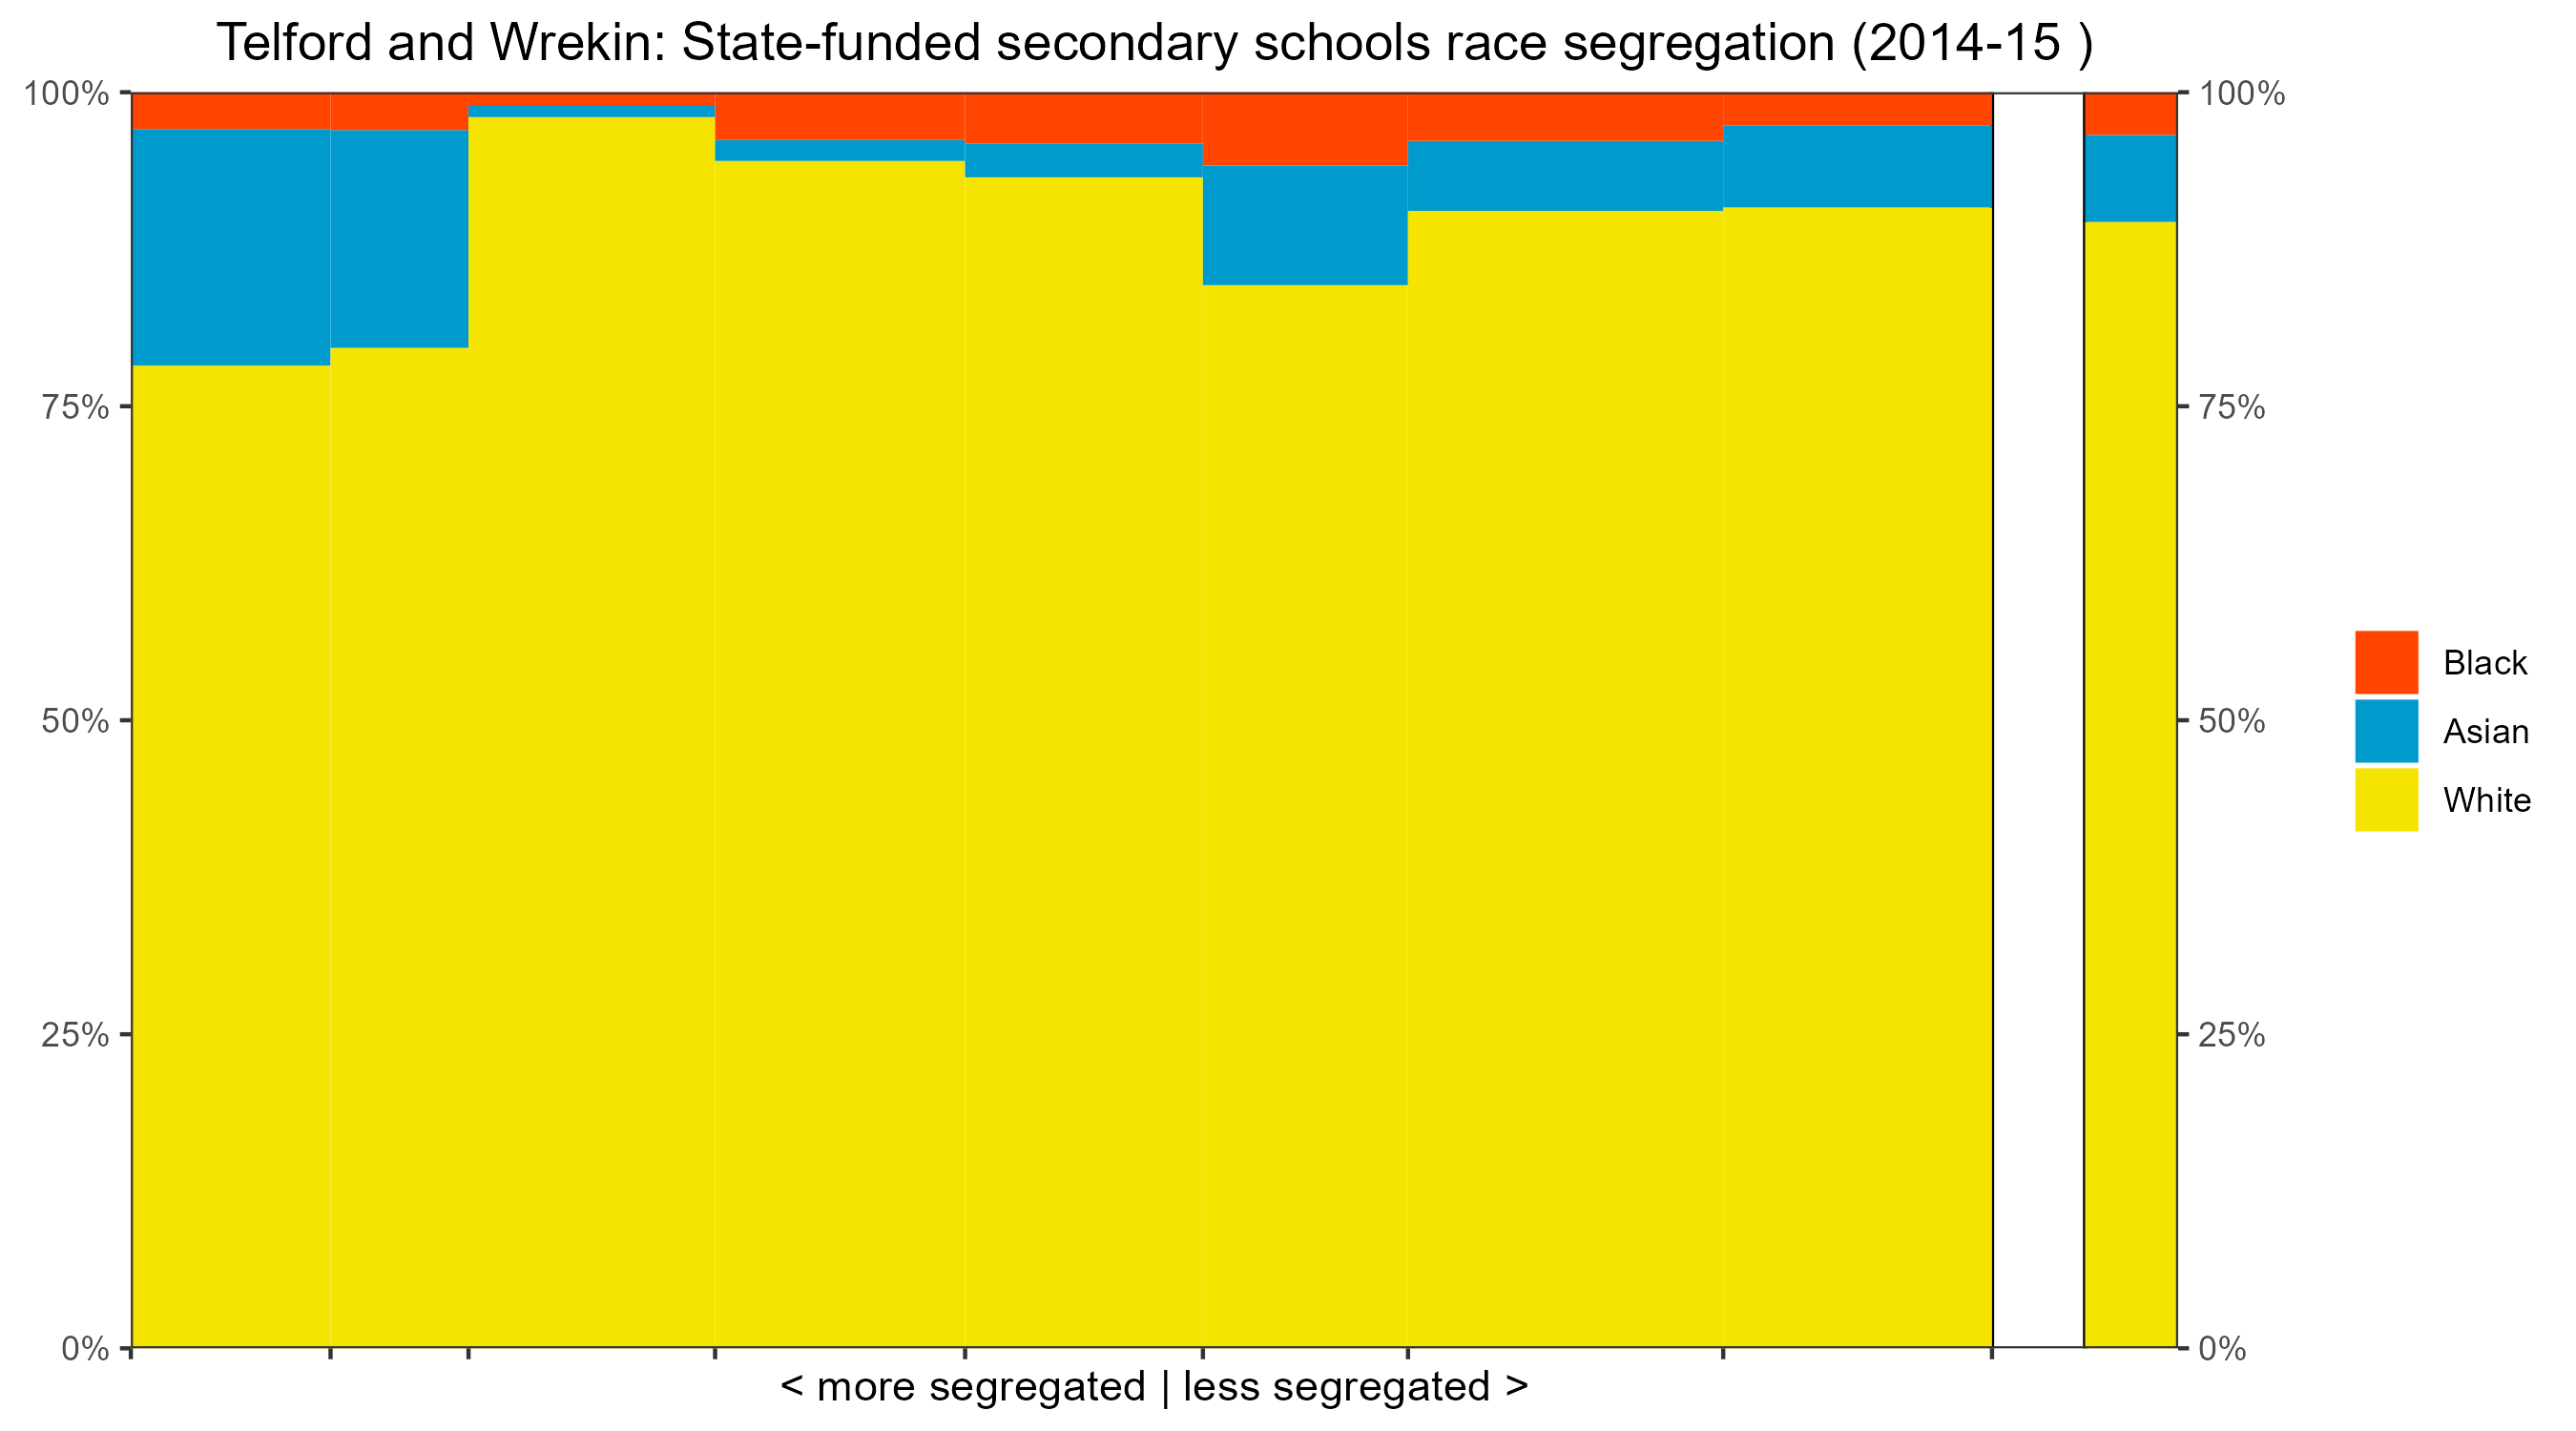 Telford and Wrekin: State-funded secondary schools race segregation (2014-15 )
100%
75%
50%
25%
0%
100%
75%
50%
25%
0%
Black
Asian
White
< more segregated | less segregated >